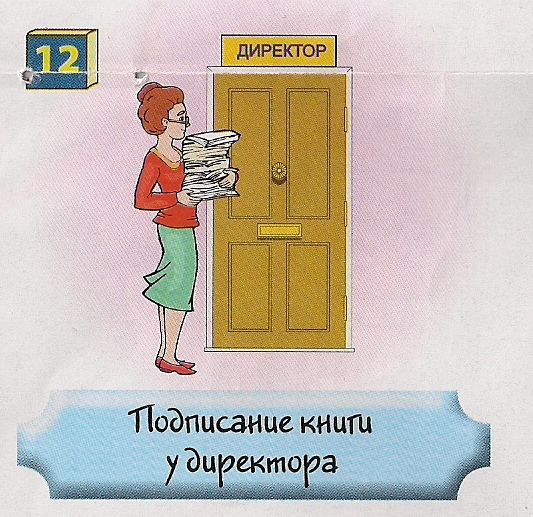 12
ДИРЕКТОР
Подписание книги
у директора